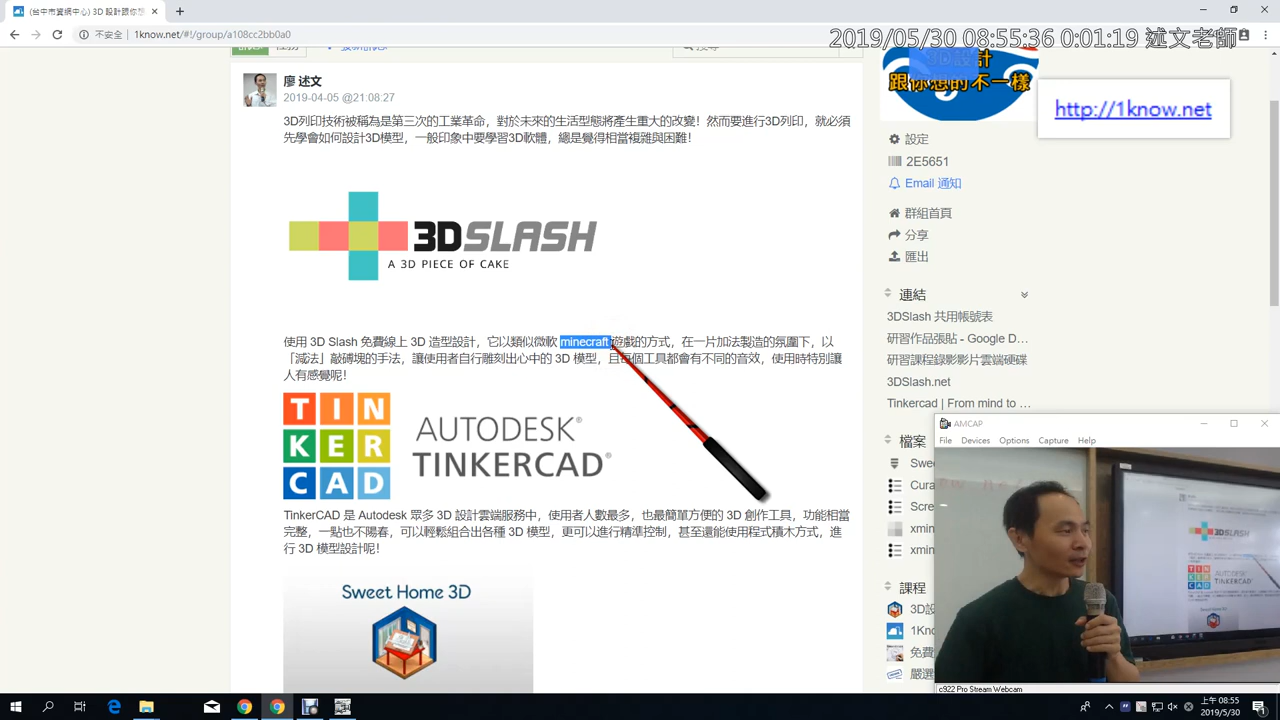 (台中市資網中心) 3D 設計跟你想
不安全 | 1know.net/#!/group/a108cc2bb0a0
2019/05/30 08:55:36 0:01:19 述文老師
廖 述文
2019-04-05 @21:08:27
3D列印技術被稱為是第三次的工業革命，對於未來的生活型態將產生重大的改變！然而要進行3D列印，就必須
先學會如何設計3D模型，一般印象中要學習3D軟體，總是覺得相當複雜與困難！
3DSLASH
A 3D PIECE OF CAKE
使用 3D Slash 免費線上 3D 造型設計，它以類似微軟 minecraft 遊戲的方式，在一片加法製造的氛圍下，以
「減法」敲磚塊的手法，讓使用者自行雕刻出心中的 3D 模型，且每個工具都會有不同的音效，使用時特別讓
人有感覺呢！
TIN
KER
CAD
AUTODESK®
TINKERCAD®
TinkerCAD 是 Autodesk 眾多 3D 設計雲端服務中，使用者人數最多，也最簡單方便的 3D 創作工具，功能相當
完整，一點也不陽春，可以輕鬆組合出各種 3D 模型，更可以進行精準控制，甚至還能使用程式積木方式，進
行 3D 模型設計呢！
Sweet Home 3D
3D設計
跟你想的不一樣
http://1know.net
設定
2E5651
Email 通知
群組首頁
分享
匯出
連結
3DSlash 共用帳號表
研習作品張貼 - Google D…
研習課程錄影影片雲端硬碟
3DSlash.net
Tinkercad | From mind to …
檔案
Swe
Cura
Scre
xmin
xmin
課程
3D設
1Kno
免費
嚴選
AMCAP
File Devices Options Capture Help
c922 Pro Stream Webcam
上午 08:55
2019/5/30